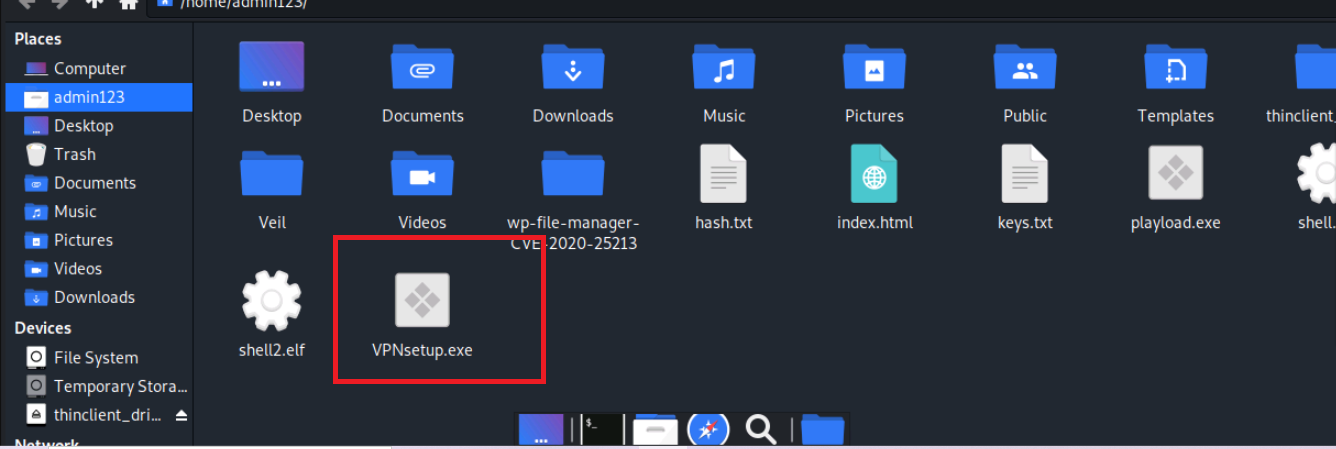 /home/admin123/
Places
Computer
admin123
Desktop
Trash
Documents
Music
Pictures
Videos
Downloads
Devices
File System
Temporary Stora...
thinclient_dri...
Network
Desktop
Documents
Downloads
Music
Pictures
Public
Templates
thinclient_
Veil
Videos
wp-file-manager-
CVE-2020-25213
hash.txt
index.html
keys.txt
playload.exe
shell.
shell2.elf
VPNsetup.exe
$_